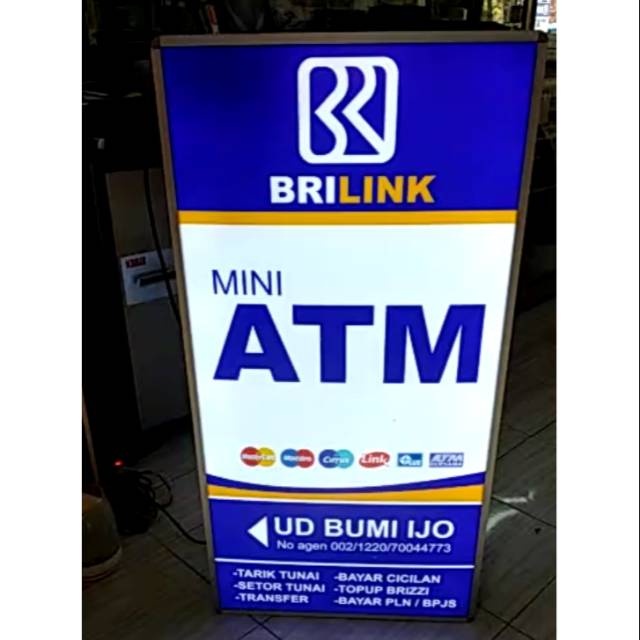 BRILINK
MINI
ATM
MasterCard Maestro Cirrus Link ATM
UD BUMI IJO
No agen 002/1220/70044773
-TARIK TUNAI -BAYAR CICILAN
-SETOR TUNAI -TOPUP BRIZZI
-TRANSFER -BAYAR PLN / BPJS